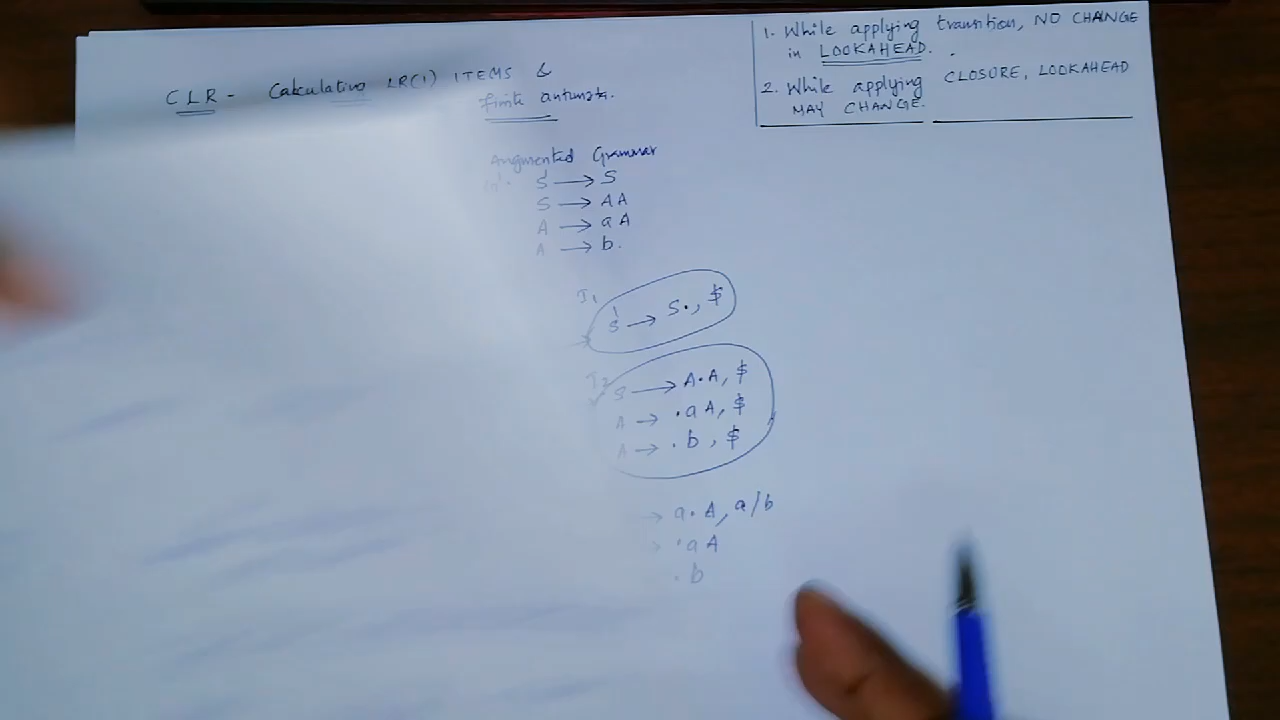 CLR - Calculating LR(1) ITEMS &
finite automata.
1. While applying transition, NO CHANGE
in LOOKAHEAD.
2. While applying CLOSURE, LOOKAHEAD
MAY CHANGE.
Augmented Grammar
S' → S
S → AA
A → aA
A → b.
I1
S' → S·, $
I2
S → A·A, $
A → ·aA, $
A → ·b, $
→ a·A, a/b
→ ·aA
·b